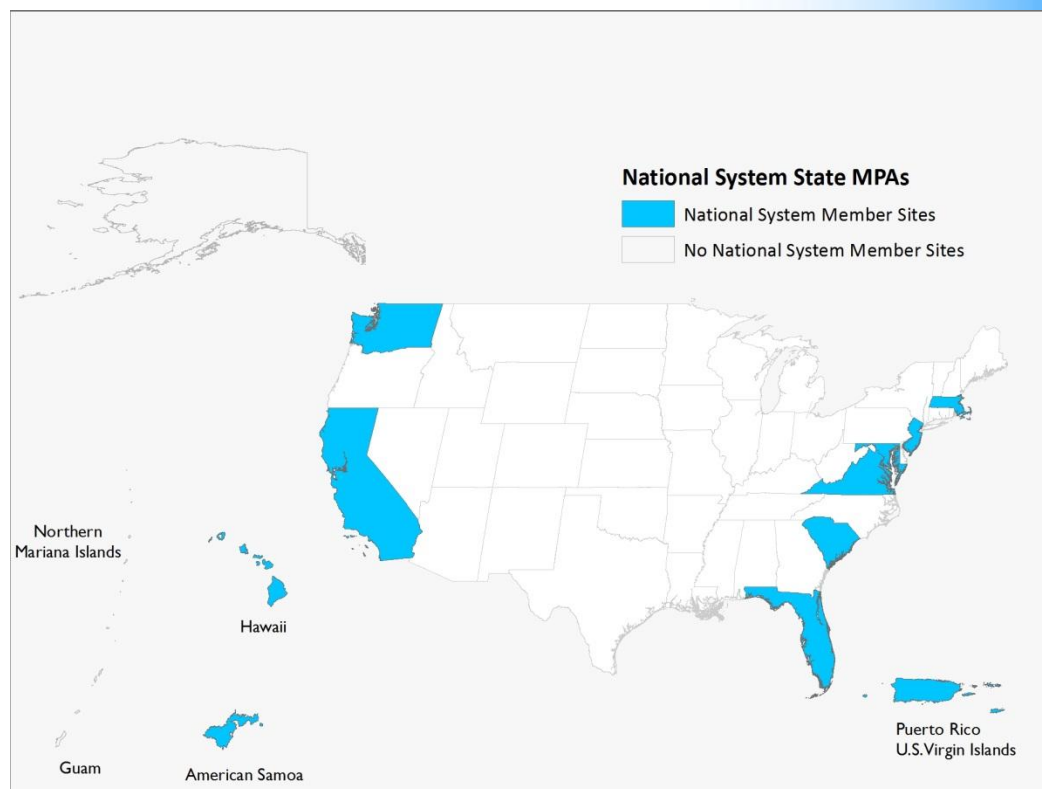 National System State MPAs
National System Member Sites
No National System Member Sites
Northern
Mariana Islands
Hawaii
Guam
American Samoa
Puerto Rico
U.S.Virgin Islands